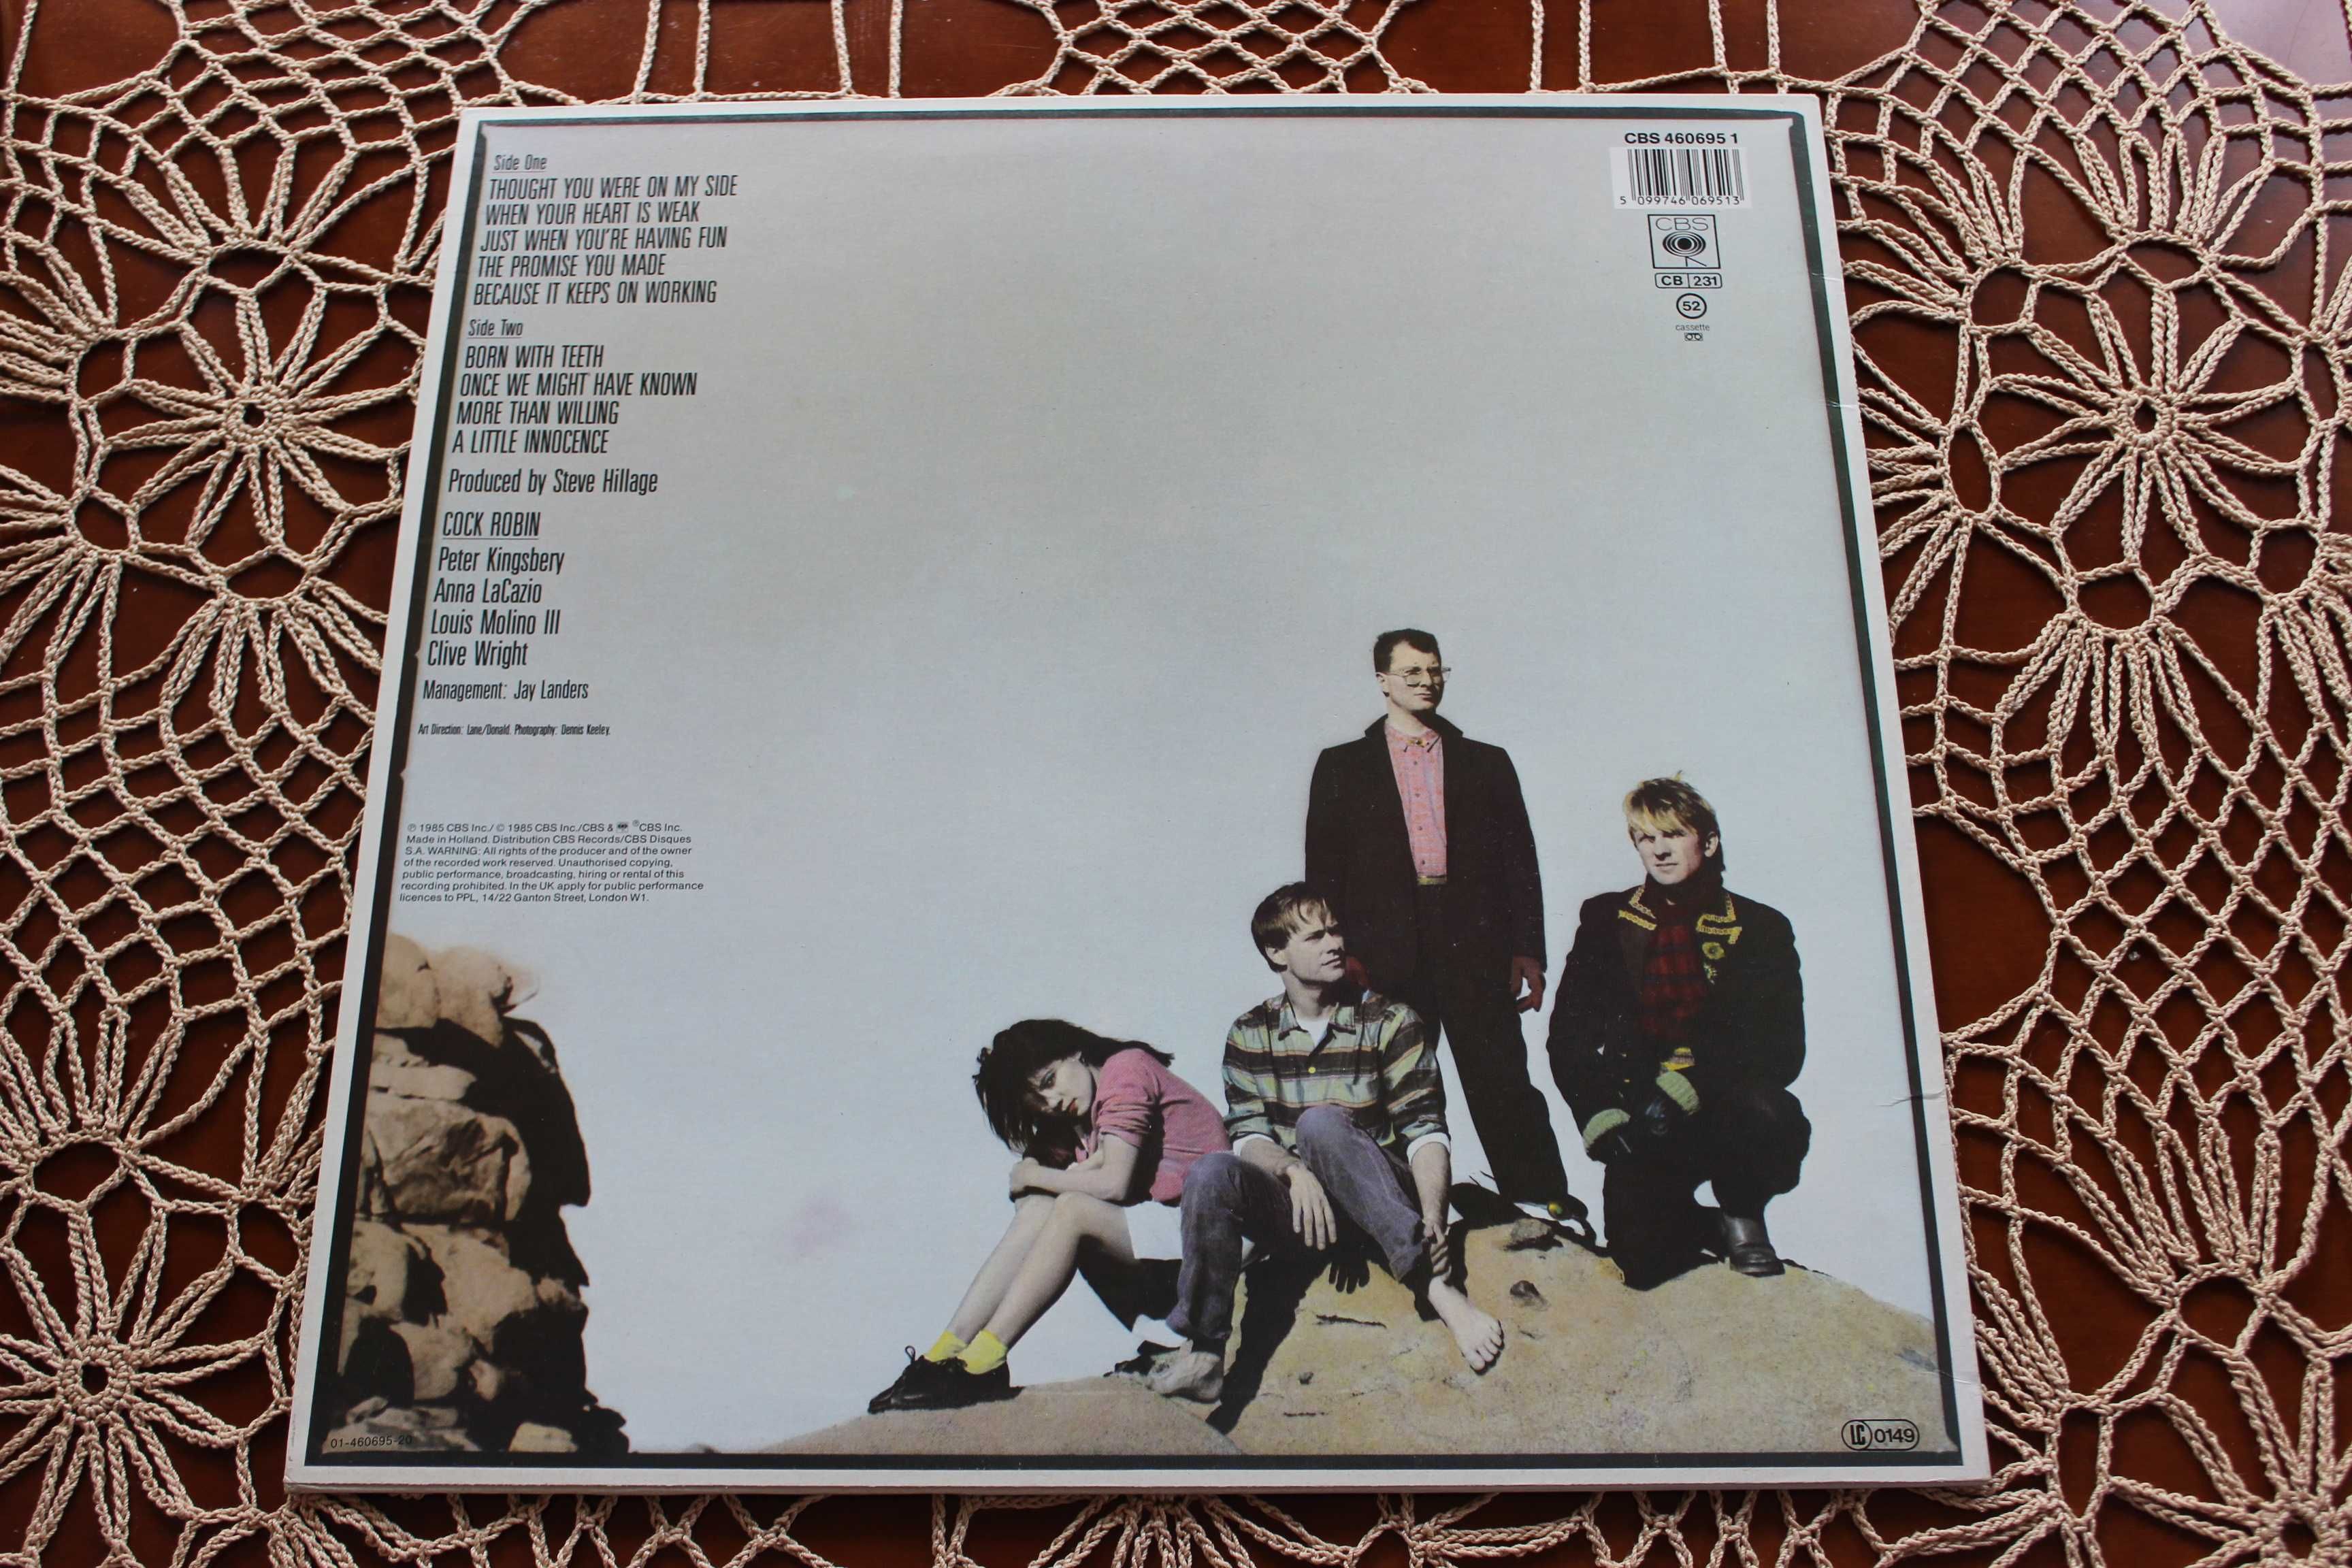 Side One
THOUGHT YOU WERE ON MY SIDE
WHEN YOUR HEART IS WEAK
JUST WHEN YOU'RE HAVING FUN
THE PROMISE YOU MADE
BECAUSE IT KEEPS ON WORKING
Side Two
BORN WITH TEETH
ONCE WE MIGHT HAVE KNOWN
MORE THAN WILLING
A LITTLE INNOCENCE
Produced by Steve Hillage
COCK ROBIN
Peter Kingsbery
Anna LaCazio
Louis Molino III
Clive Wright
Management: Jay Landers
Art Direction: Lane/Donald. Photography: Dennis Keeley.
℗ 1985 CBS Inc./ © 1985 CBS Inc./CBS & ®CBS Inc.
Made in Holland. Distribution CBS Records/CBS Disques
S.A. WARNING: All rights of the producer and of the owner
of the recorded work reserved. Unauthorised copying,
public performance, broadcasting, hiring or rental of this
recording prohibited. In the UK apply for public performance
licences to PPL, 14/22 Ganton Street, London W1.
01-460695-20
CBS 460695 1
5 099746 069513
CBS
CB 231
52
cassette
LC 0149